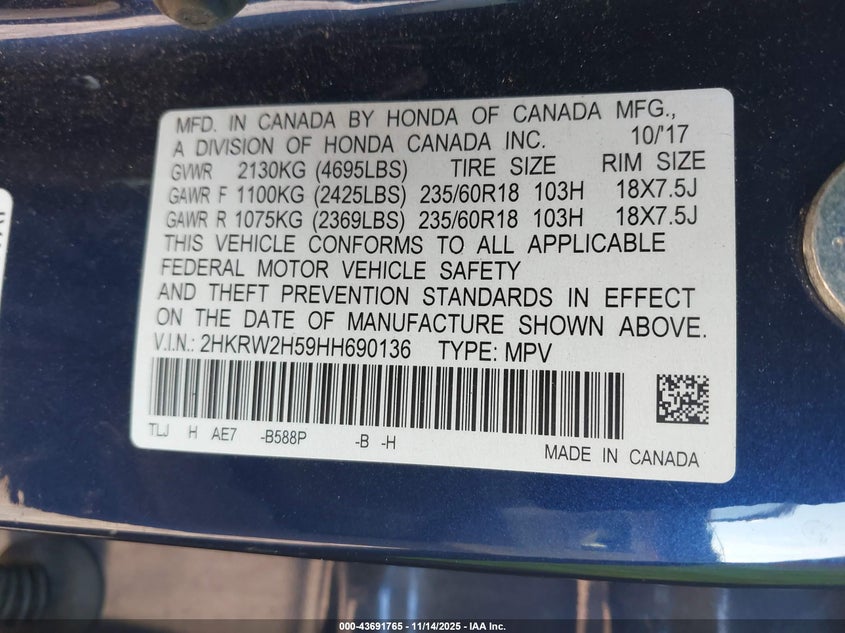 MFD. IN CANADA BY HONDA OF CANADA MFG.,
A DIVISION OF HONDA CANADA INC. 10/'17
GVWR 2130KG (4695LBS) TIRE SIZE RIM SIZE
GAWR F 1100KG (2425LBS) 235/60R18 103H 18X7.5J
GAWR R 1075KG (2369LBS) 235/60R18 103H 18X7.5J
THIS VEHICLE CONFORMS TO ALL APPLICABLE
FEDERAL MOTOR VEHICLE SAFETY
AND THEFT PREVENTION STANDARDS IN EFFECT
ON THE DATE OF MANUFACTURE SHOWN ABOVE.
V.I.N.: 2HKRW2H59HH690136 TYPE: MPV
TLJ H AE7 -B588P -B -H
MADE IN CANADA
000-43691765 - 11/14/2025 - IAA Inc.